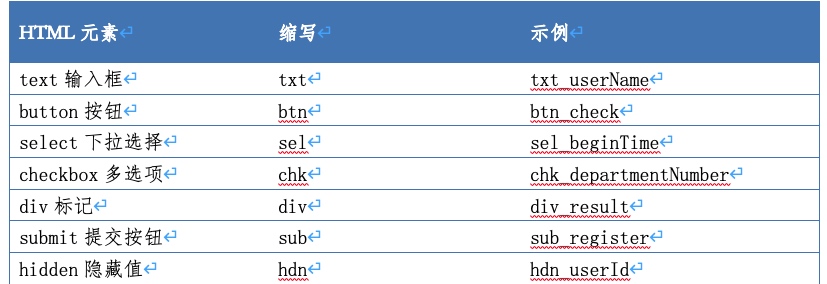 HTML 元素 缩写 示例
text 输入框 txt txt_userName
button 按钮 btn btn_check
select 下拉选择 sel sel_beginTime
checkbox 多选项 chk chk_departmentNumber
div 标记 div div_result
submit 提交按钮 sub sub_register
hidden 隐藏值 hdn hdn_userId